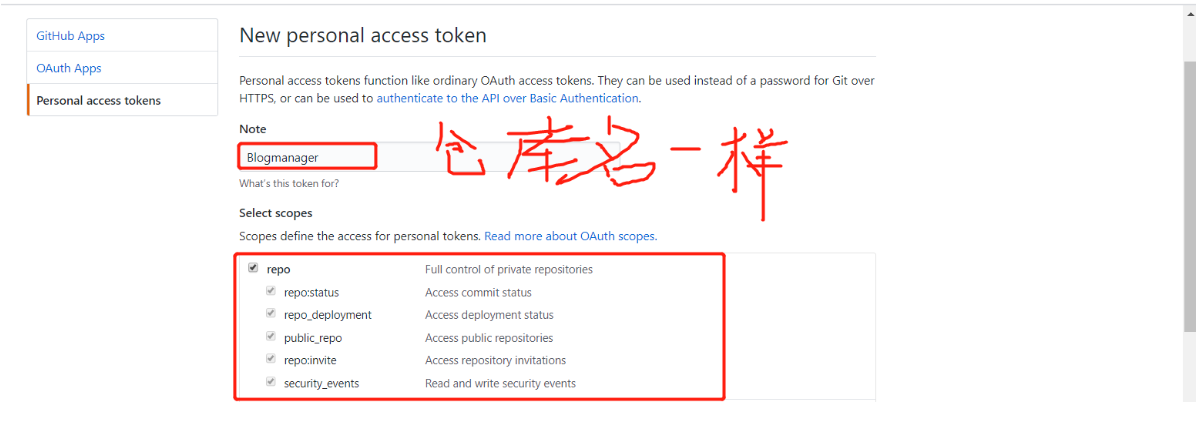 GitHub Apps
OAuth Apps
Personal access tokens
New personal access token
Personal access tokens function like ordinary OAuth access tokens. They can be used instead of a password for Git over
HTTPS, or can be used to authenticate to the API over Basic Authentication.
Note
Blogmanager
仓库名一样
What's this token for?
Select scopes
Scopes define the access for personal tokens. Read more about OAuth scopes.
repo Full control of private repositories
repo:status Access commit status
repo_deployment Access deployment status
public_repo Access public repositories
repo:invite Access repository invitations
security_events Read and write security events